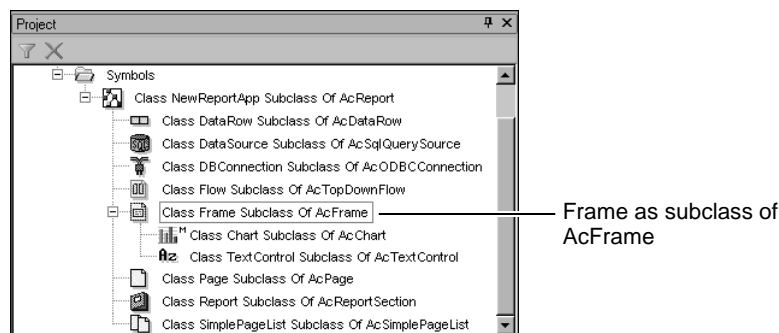 Project
Symbols
Class NewReportApp Subclass Of AcReport
Class DataRow Subclass Of AcDataRow
SQL
Class DataSource Subclass Of AcSqlQuerySource
Class DBConnection Subclass Of AcODBCConnection
Class Flow Subclass Of AcTopDownFlow
Class Frame Subclass Of AcFrame
Frame as subclass of
AcFrame
M Class Chart Subclass Of AcChart
Az Class TextControl Subclass Of AcTextControl
Class Page Subclass Of AcPage
Class Report Subclass Of AcReportSection
Class SimplePageList Subclass Of AcSimplePageList